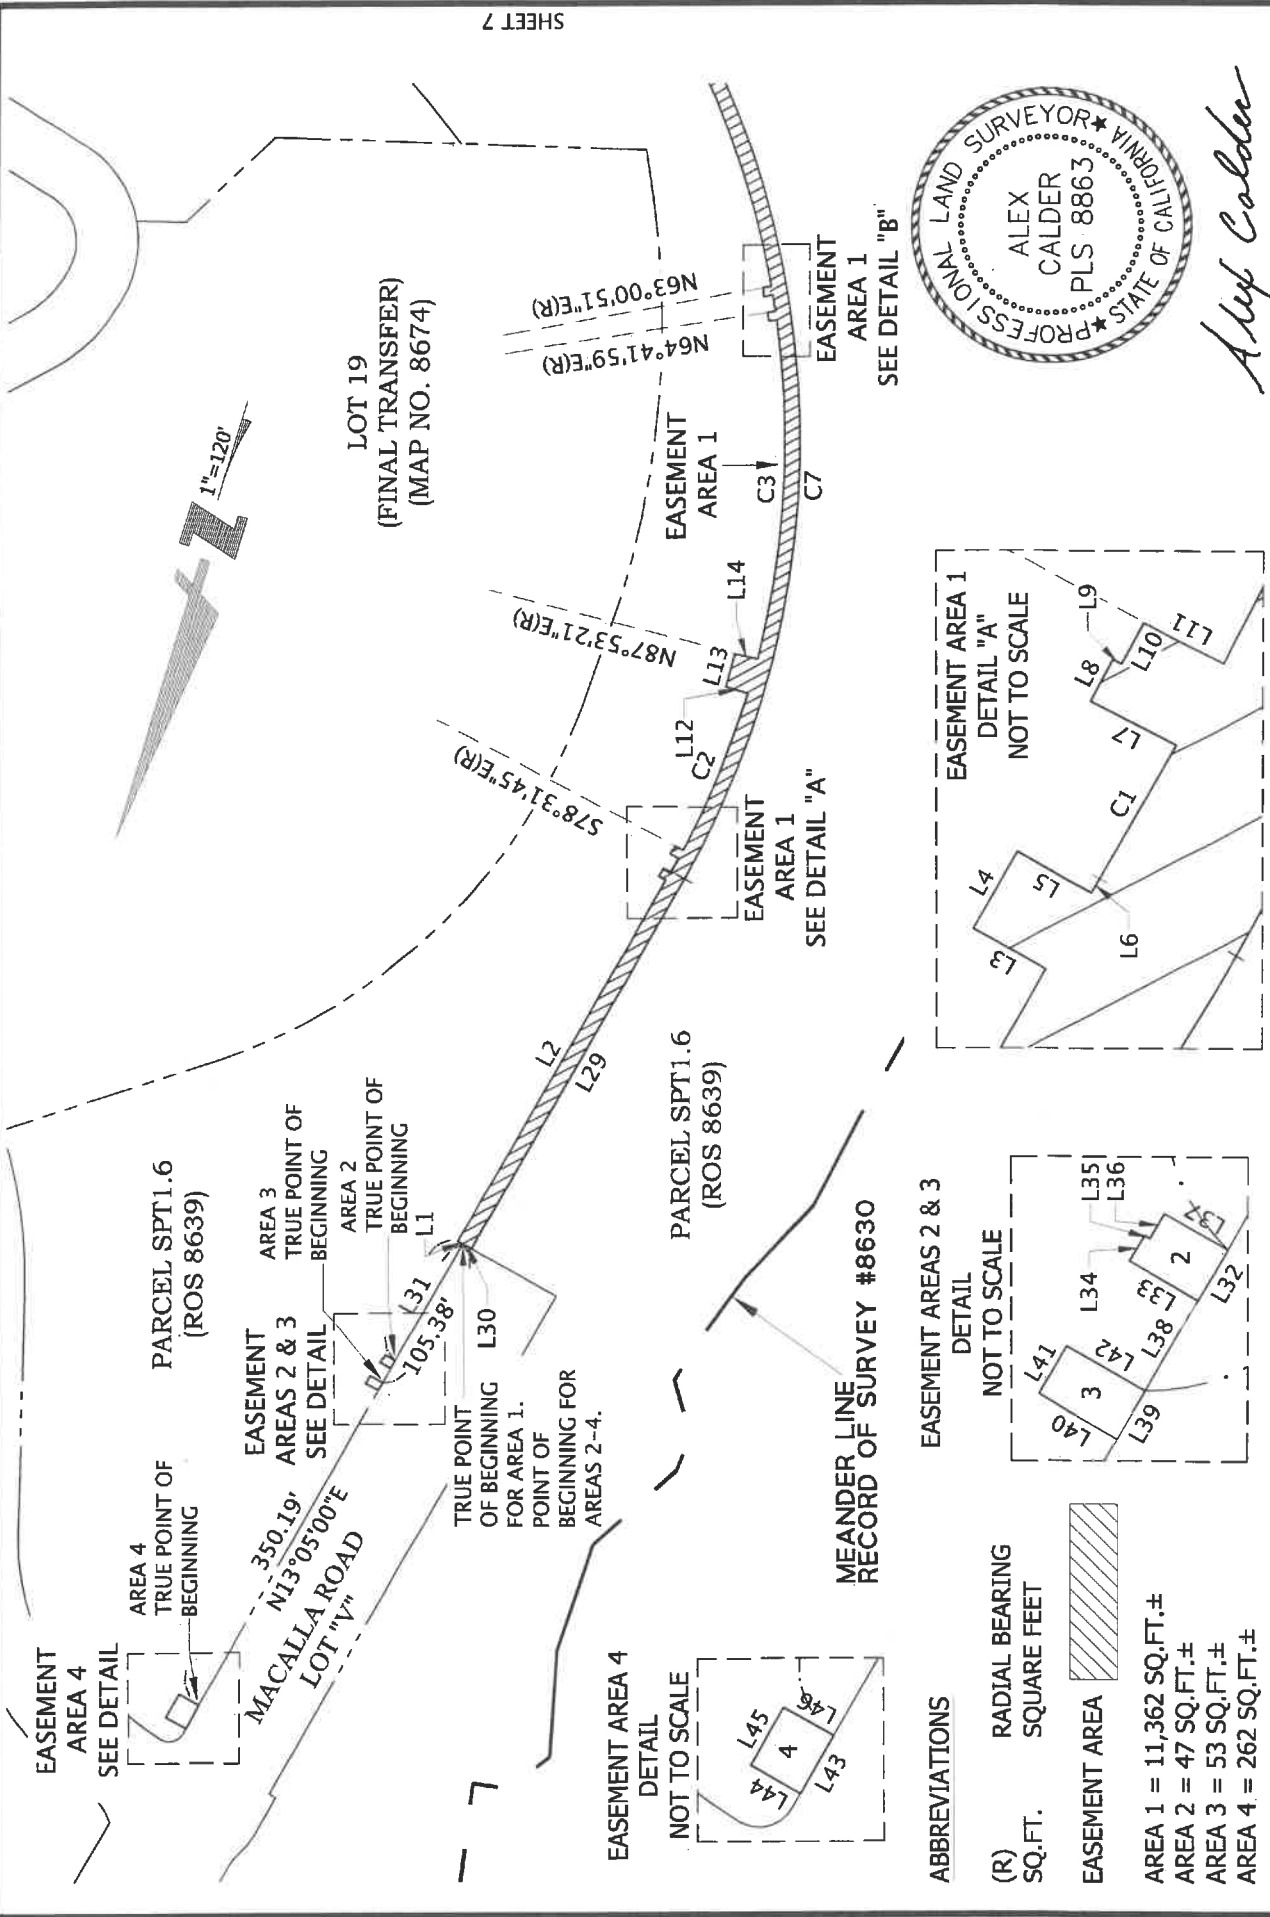 SHEET 7
1"=120'
LOT 19
(FINAL TRANSFER)
(MAP NO. 8674)
PARCEL SPT1.6
(ROS 8639)
EASEMENT
AREA 4
SEE DETAIL
AREA 4
TRUE POINT OF
BEGINNING
350.19'
N13°05'00"E
MACALLA ROAD
LOT "V"
EASEMENT
AREAS 2 & 3
SEE DETAIL
AREA 3
TRUE POINT OF
BEGINNING
AREA 2
TRUE POINT OF
BEGINNING
L1
L31
105.38'
L30
TRUE POINT
OF BEGINNING
FOR AREA 1.
POINT OF
BEGINNING FOR
AREAS 2-4.
L2
L29
PARCEL SPT1.6
(ROS 8639)
S78°31'45"E(R)
N87°53'21"E(R)
N64°41'59"E(R)
N63°00'51"E(R)
EASEMENT
AREA 1
SEE DETAIL "A"
C2
L12
L13
L14
EASEMENT
AREA 1
C3
C7
EASEMENT
AREA 1
SEE DETAIL "B"
MEANDER LINE
RECORD OF SURVEY #8630
EASEMENT AREA 4
DETAIL
NOT TO SCALE
L45
L46
4
L44
L43
EASEMENT AREAS 2 & 3
DETAIL
NOT TO SCALE
L41
L42
3
L40
L39
L38
L34
L35
L36
L33
2
L37
L32
EASEMENT AREA 1
DETAIL "A"
NOT TO SCALE
L4
L3
L5
L6
C1
L7
L8
L9
L10
L11
ABBREVIATIONS
(R) RADIAL BEARING
SQ.FT. SQUARE FEET
EASEMENT AREA
AREA 1 = 11,362 SQ.FT.±
AREA 2 = 47 SQ.FT.±
AREA 3 = 53 SQ.FT.±
AREA 4 = 262 SQ.FT.±
PROFESSIONAL LAND SURVEYOR
ALEX
CALDER
PLS 8863
STATE OF CALIFORNIA
Alex Calder